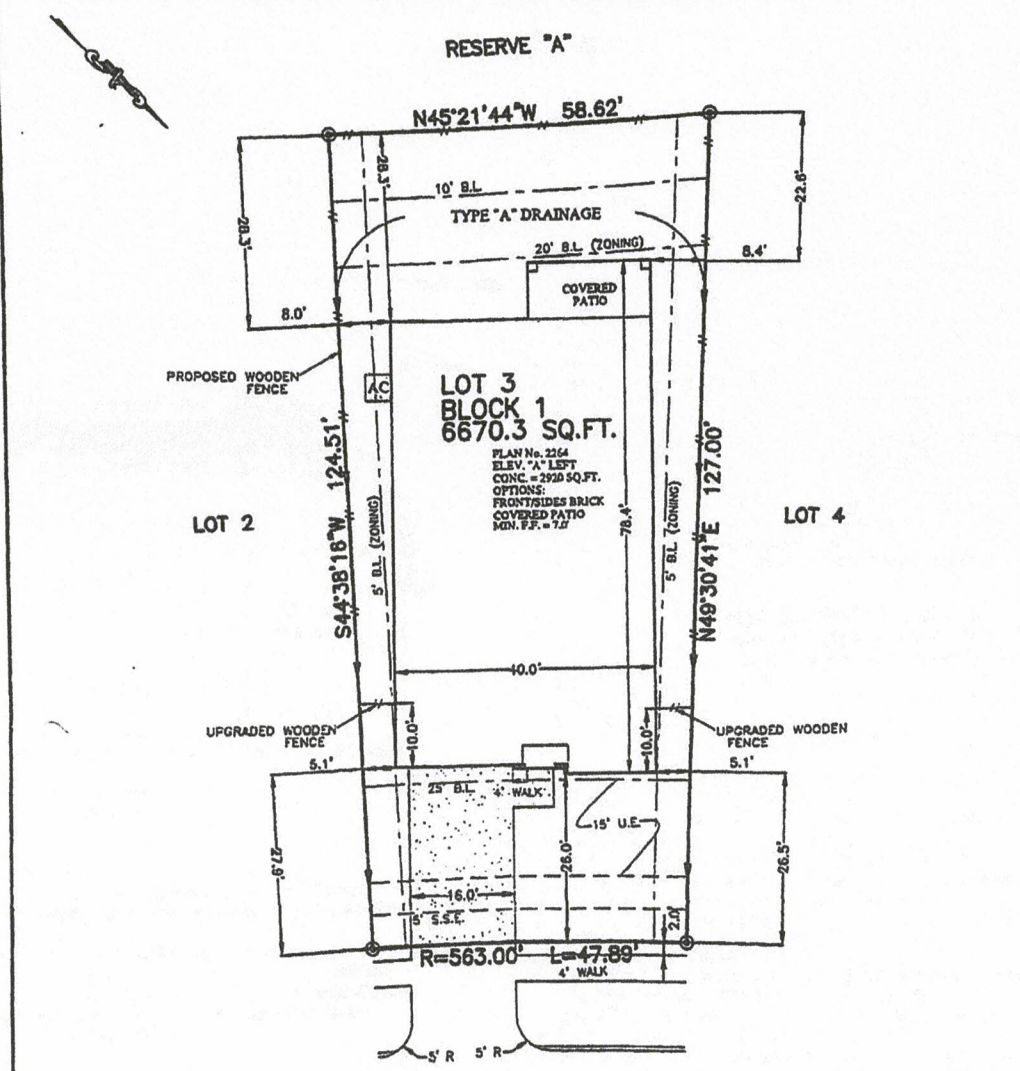 RESERVE "A"
N45°21'44"W 58.62'
28.3'
28.3'
22.6'
10' B.L.
TYPE "A" DRAINAGE
20' B.L. (ZONING)
8.4'
COVERED
PATIO
8.0'
PROPOSED WOODEN
FENCE
AC
LOT 3
BLOCK 1
6670.3 SQ.FT.
PLAN No. 2264
ELEV. "A" LEFT
CONC. = 2920 SQ.FT.
OPTIONS:
FRONT/SIDES BRICK
COVERED PATIO
MIN. F.F. = 7.0'
S44°38'16"W 124.51'
5' B.L. (ZONING)
78.4'
5' B.L. (ZONING)
N49°30'41"E 127.00'
LOT 2
LOT 4
UPGRADED WOODEN
FENCE
10.0'
10.0'
UPGRADED WOODEN
FENCE
5.1'
5.1'
25' B.L.
4' WALK
15' U.E.
27.9'
26.0'
26.5'
16.0'
5' S.S.E.
2.0'
R=563.00' L=47.89'
4' WALK
5' R 5' R